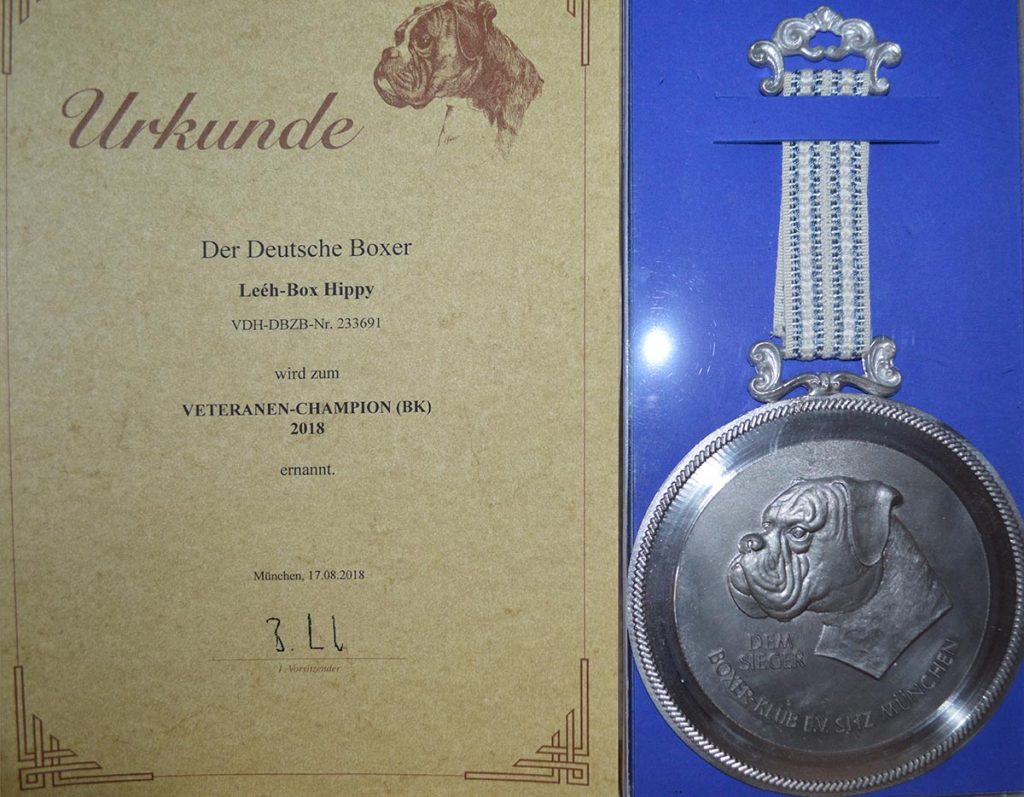 Urkunde
Der Deutsche Boxer
Leéh-Box Hippy
VDH-DBZB-Nr. 233691
wird zum
VETERANEN-CHAMPION (BK)
2018
ernannt.
München, 17.08.2018
1. Vorsitzender
DEM
SIEGER
BOXER-KLUB E.V. SITZ MÜNCHEN